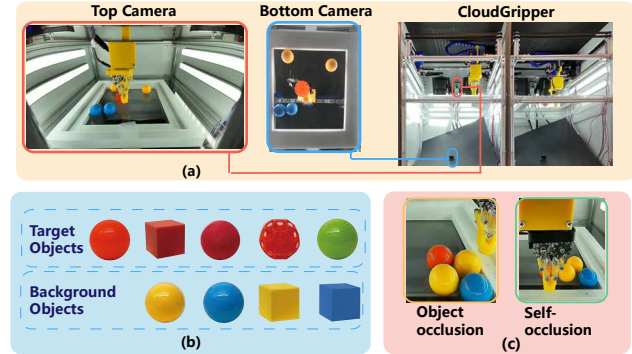 Top Camera
Bottom Camera
CloudGripper
(a)
Target
Objects
Background
Objects
(b)
Object
occlusion
Self-
occlusion
(c)